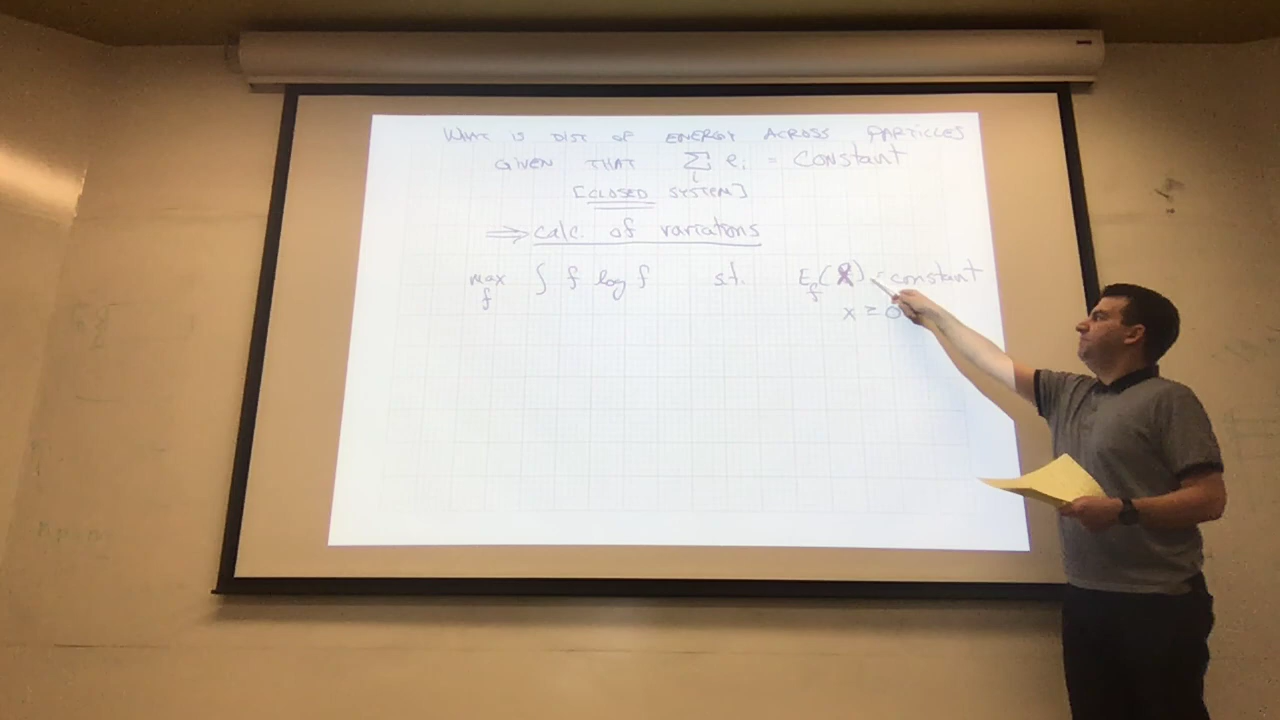 WHAT IS DIST OF ENERGY ACROSS PARTICLES
GIVEN THAT ∑ᵢ eᵢ = CONSTANT
[CLOSED SYSTEM]
⟹ calc. of variations
max_f ∫ f log f s.t. E_f(X) = constant
x ≥ 0